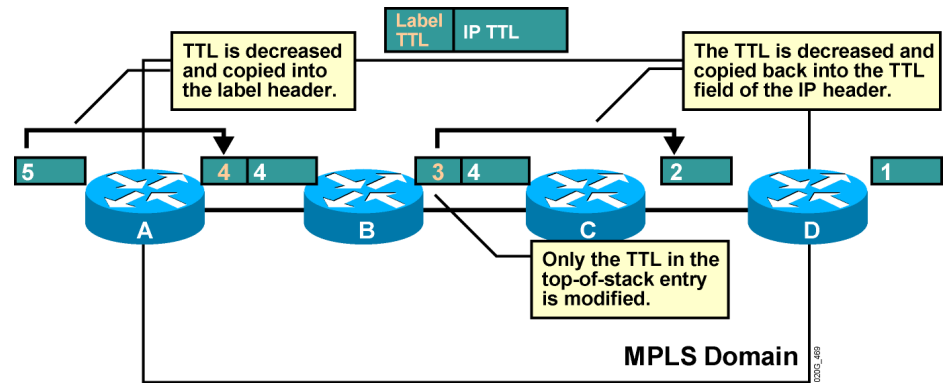 Label
TTL
IP TTL
TTL is decreased
and copied into
the label header.
The TTL is decreased and
copied back into the TTL
field of the IP header.
5
4
4
3
4
2
1
A
B
C
D
Only the TTL in the
top-of-stack entry
is modified.
MPLS Domain
020G_469